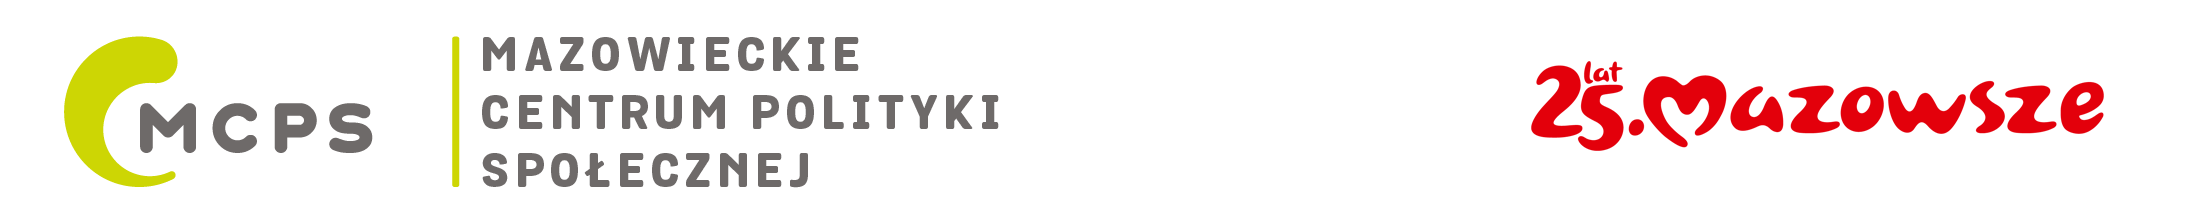 MCPS
MAZOWIECKIE
CENTRUM POLITYKI
SPOŁECZNEJ
25 lat. Mazowsze